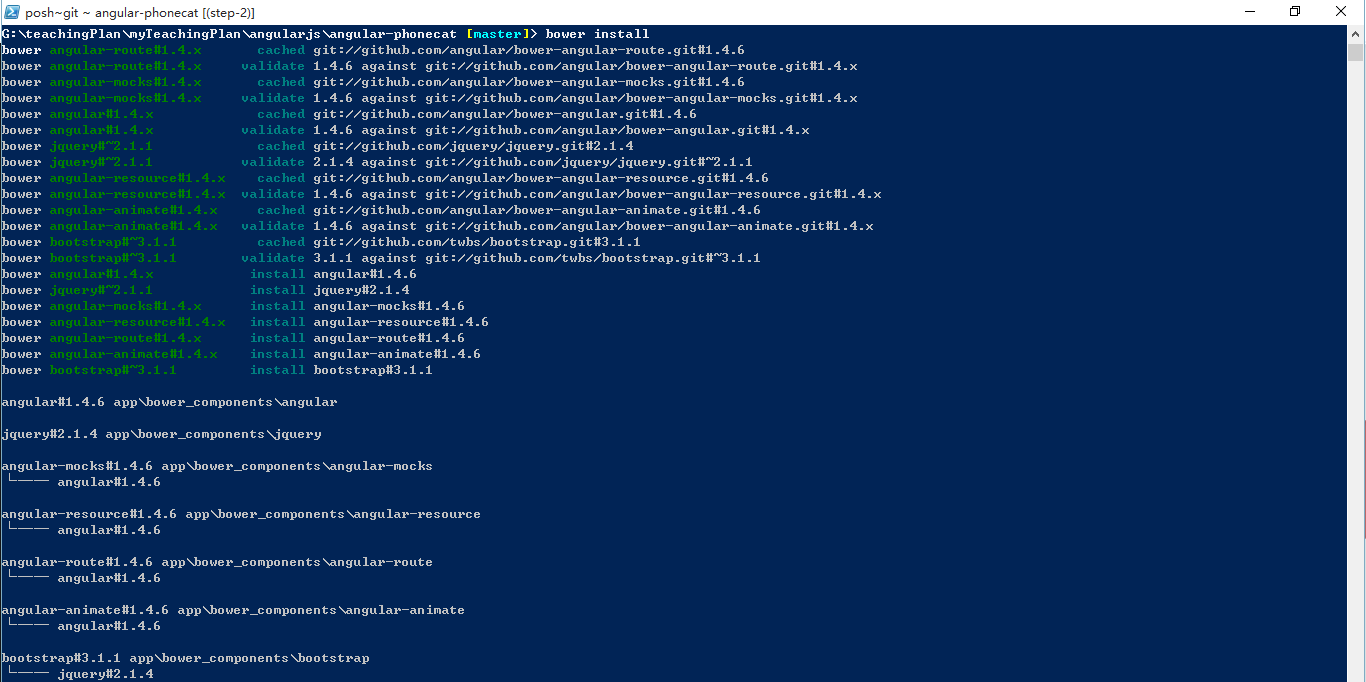 posh~git ~ angular-phonecat [(step-2)]
G:\teachingPlan\myTeachingPlan\angularjs\angular-phonecat [master]> bower install
bower angular-route#1.4.x       cached git://github.com/angular/bower-angular-route.git#1.4.6
bower angular-route#1.4.x     validate 1.4.6 against git://github.com/angular/bower-angular-route.git#1.4.x
bower angular-mocks#1.4.x       cached git://github.com/angular/bower-angular-mocks.git#1.4.6
bower angular-mocks#1.4.x     validate 1.4.6 against git://github.com/angular/bower-angular-mocks.git#1.4.x
bower angular#1.4.x             cached git://github.com/angular/bower-angular.git#1.4.6
bower angular#1.4.x           validate 1.4.6 against git://github.com/angular/bower-angular.git#1.4.x
bower jquery#~2.1.1             cached git://github.com/jquery/jquery.git#2.1.4
bower jquery#~2.1.1           validate 2.1.4 against git://github.com/jquery/jquery.git#~2.1.1
bower angular-resource#1.4.x    cached git://github.com/angular/bower-angular-resource.git#1.4.6
bower angular-resource#1.4.x  validate 1.4.6 against git://github.com/angular/bower-angular-resource.git#1.4.x
bower angular-animate#1.4.x     cached git://github.com/angular/bower-angular-animate.git#1.4.6
bower angular-animate#1.4.x   validate 1.4.6 against git://github.com/angular/bower-angular-animate.git#1.4.x
bower bootstrap#~3.1.1          cached git://github.com/twbs/bootstrap.git#3.1.1
bower bootstrap#~3.1.1        validate 3.1.1 against git://github.com/twbs/bootstrap.git#~3.1.1
bower angular#1.4.x            install angular#1.4.6
bower jquery#~2.1.1            install jquery#2.1.4
bower angular-mocks#1.4.x      install angular-mocks#1.4.6
bower angular-resource#1.4.x   install angular-resource#1.4.6
bower angular-route#1.4.x      install angular-route#1.4.6
bower angular-animate#1.4.x    install angular-animate#1.4.6
bower bootstrap#~3.1.1         install bootstrap#3.1.1
angular#1.4.6 app\bower_components\angular
jquery#2.1.4 app\bower_components\jquery
angular-mocks#1.4.6 app\bower_components\angular-mocks
└── angular#1.4.6
angular-resource#1.4.6 app\bower_components\angular-resource
└── angular#1.4.6
angular-route#1.4.6 app\bower_components\angular-route
└── angular#1.4.6
angular-animate#1.4.6 app\bower_components\angular-animate
└── angular#1.4.6
bootstrap#3.1.1 app\bower_components\bootstrap
└── jquery#2.1.4